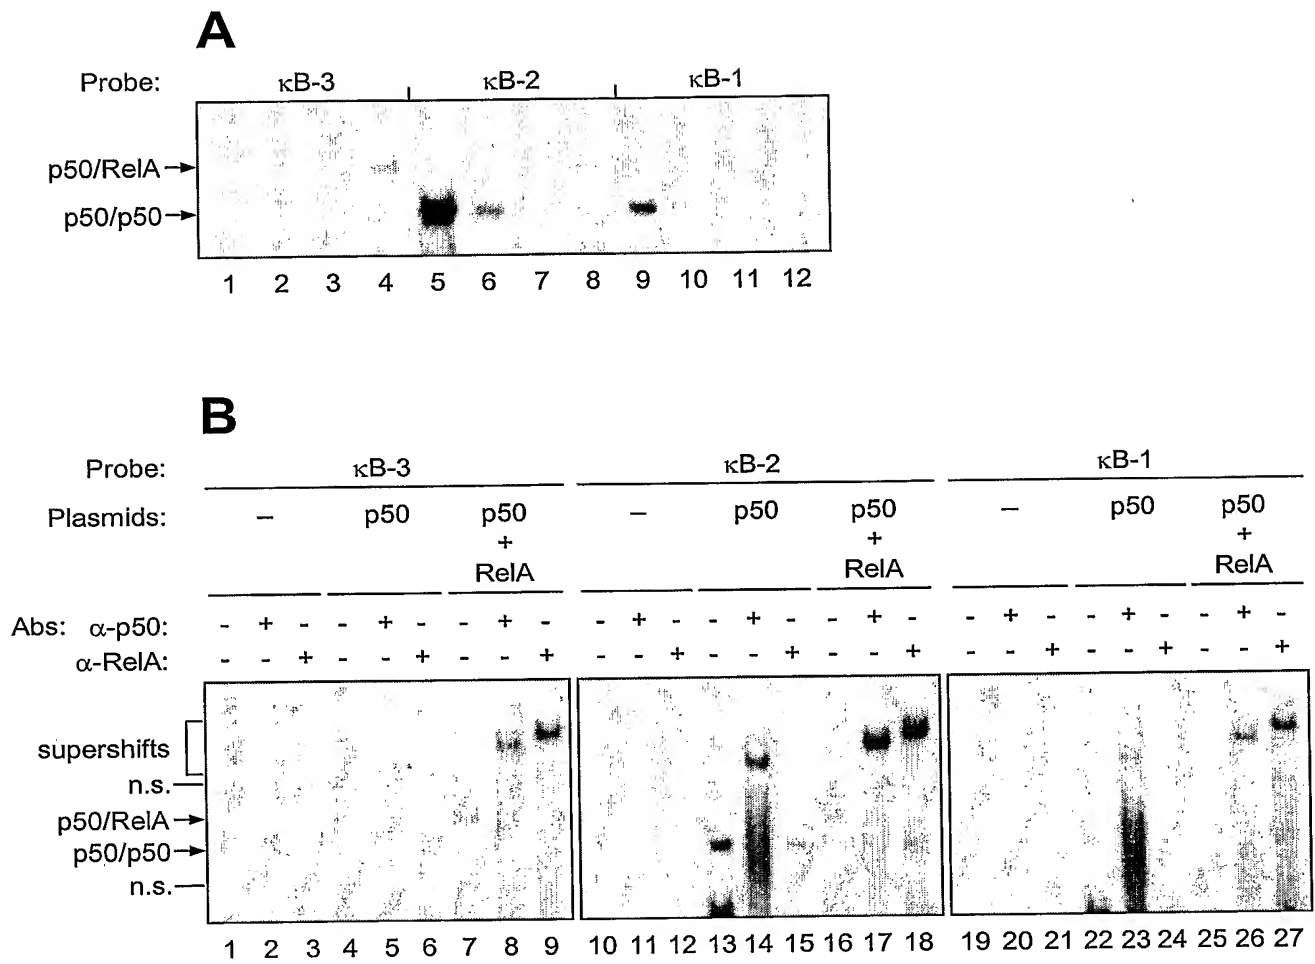 A
Probe: κB-3 κB-2 κB-1
p50/RelA
p50/p50
1 2 3 4 5 6 7 8 9 10 11 12
B
Probe: κB-3 κB-2 κB-1
Plasmids: – p50 p50 – p50 p50 – p50 p50
+ + +
RelA RelA RelA
Abs: α-p50: - + - - + - - + - - + - - + - - + - - + - - + - - + -
α-RelA: - - + - - + - - + - - + - - + - - + - - + - - + - - +
supershifts
n.s.
p50/RelA
p50/p50
n.s.
1 2 3 4 5 6 7 8 9 10 11 12 13 14 15 16 17 18 19 20 21 22 23 24 25 26 27